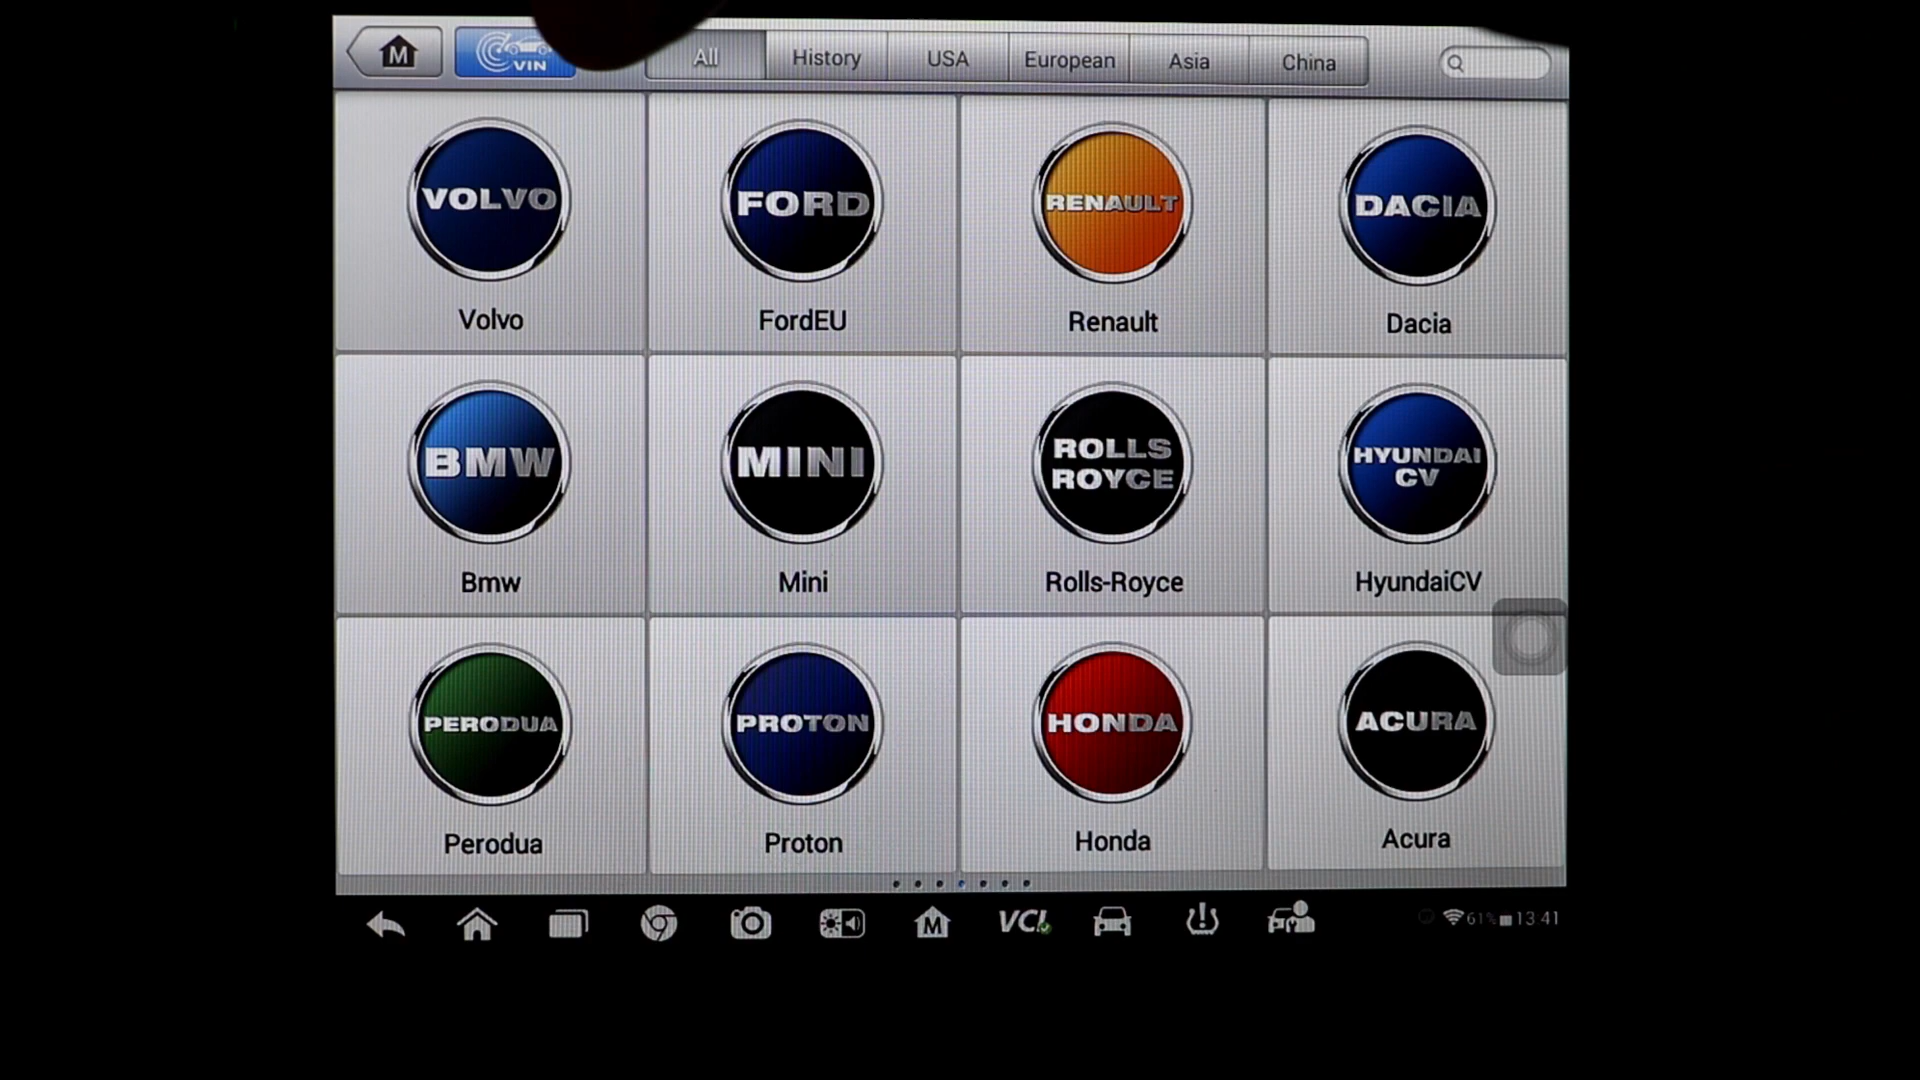 M
VIN
All
History
USA
European
Asia
China
VOLVO
FORD
RENAULT
DACIA
Volvo
FordEU
Renault
Dacia
BMW
MINI
ROLLS
ROYCE
HYUNDAI
CV
Bmw
Mini
Rolls-Royce
HyundaiCV
PERODUA
PROTON
HONDA
ACURA
Perodua
Proton
Honda
Acura
M
VCI
61%
13 41